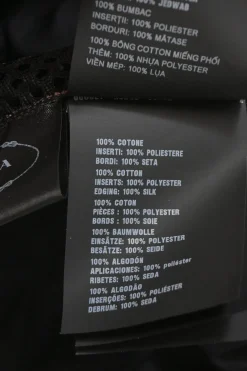 100% JEDWAB
100% BUMBAC
INSERTII: 100% POLIESTER
BORDURI: 100% MĂTASE
100% BÔNG COTTON MIẾNG PHỐI
THÊM: 100% NHỰA POLYESTER
VIỀN MÉP: 100% LỤA
100% COTONE
INSERTI: 100% POLIESTERE
BORDI: 100% SETA
100% COTTON
INSERTS: 100% POLYESTER
EDGING: 100% SILK
100% COTON
PIÈCES : 100% POLYESTER
BORDS : 100% SOIE
100% BAUMWOLLE
EINSÄTZE: 100% POLYESTER
BESÄTZE: 100% SEIDE
100% ALGODÓN
APLICACIONES: 100% poliéster
RIBETES: 100% SEDA
100% ALGODÃO
INSERÇÕES: 100% POLIÉSTER
DEBRUM: 100% SEDA